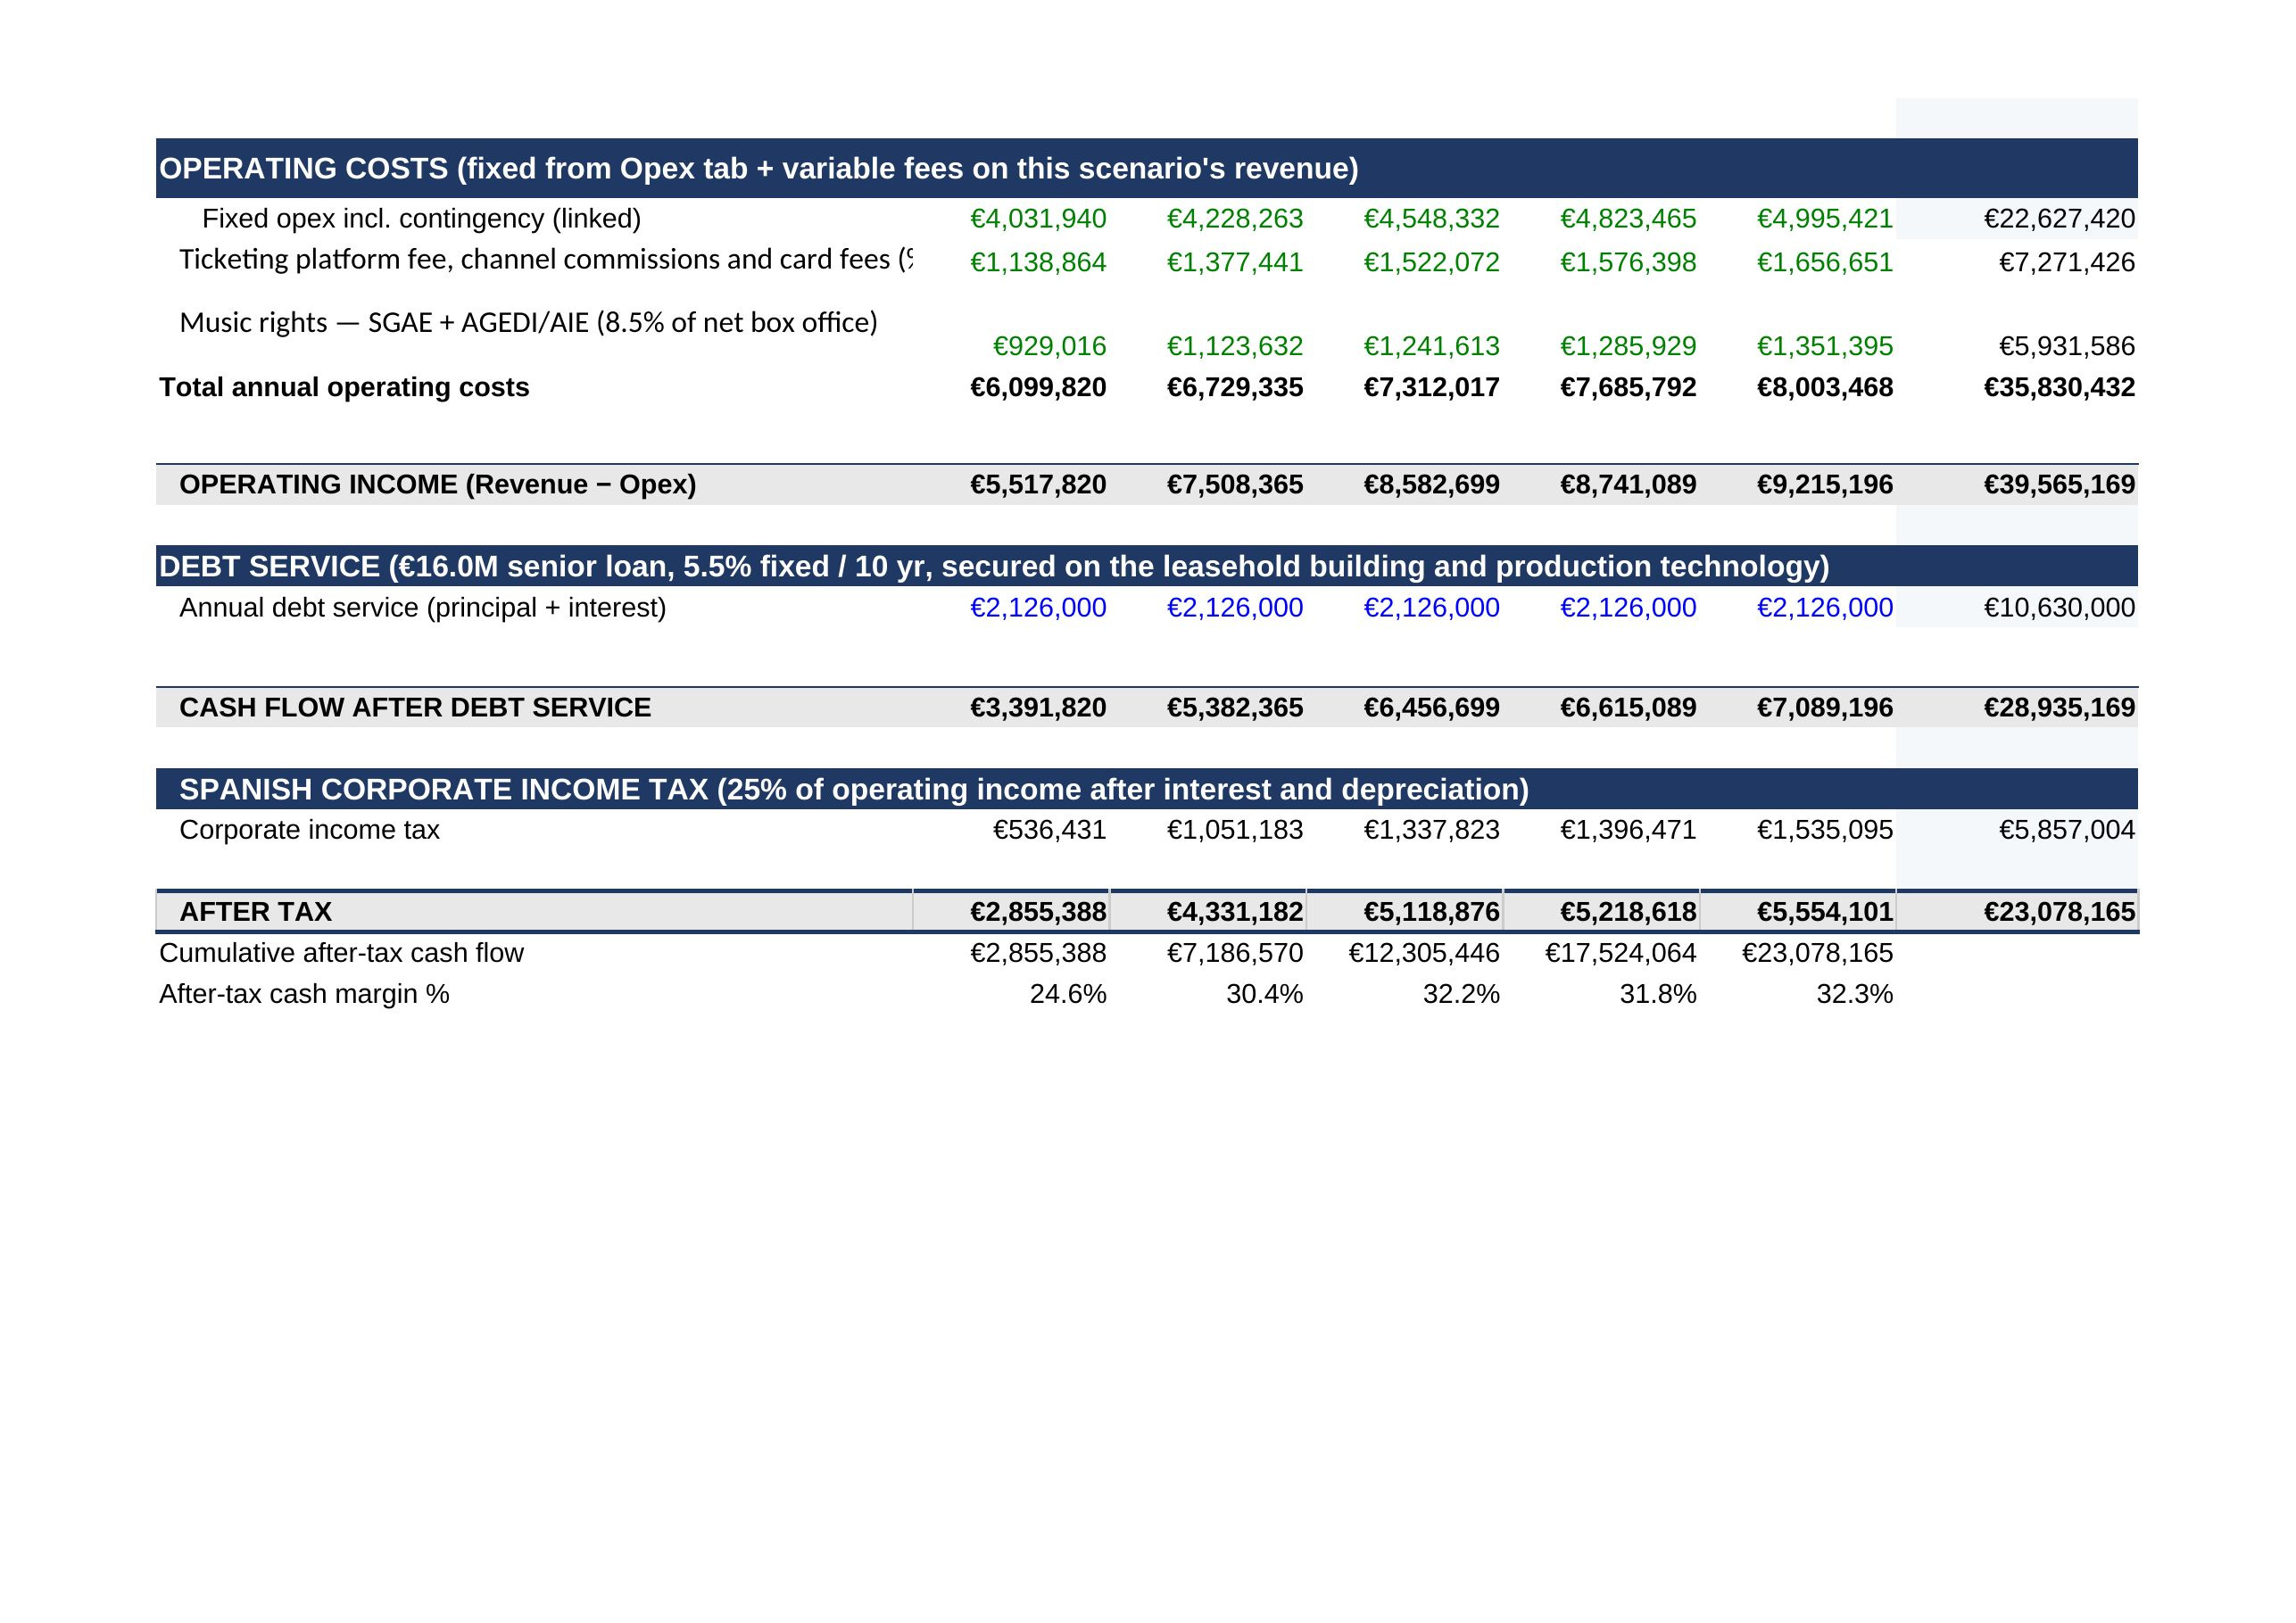 OPERATING COSTS (fixed from Opex tab + variable fees on this scenario's revenue)
Fixed opex incl. contingency (linked) €4,031,940 €4,228,263 €4,548,332 €4,823,465 €4,995,421 €22,627,420
Ticketing platform fee, channel commissions and card fees ( €1,138,864 €1,377,441 €1,522,072 €1,576,398 €1,656,651 €7,271,426
Music rights — SGAE + AGEDI/AIE (8.5% of net box office) €929,016 €1,123,632 €1,241,613 €1,285,929 €1,351,395 €5,931,586
Total annual operating costs €6,099,820 €6,729,335 €7,312,017 €7,685,792 €8,003,468 €35,830,432
OPERATING INCOME (Revenue − Opex) €5,517,820 €7,508,365 €8,582,699 €8,741,089 €9,215,196 €39,565,169
DEBT SERVICE (€16.0M senior loan, 5.5% fixed / 10 yr, secured on the leasehold building and production technology)
Annual debt service (principal + interest) €2,126,000 €2,126,000 €2,126,000 €2,126,000 €2,126,000 €10,630,000
CASH FLOW AFTER DEBT SERVICE €3,391,820 €5,382,365 €6,456,699 €6,615,089 €7,089,196 €28,935,169
SPANISH CORPORATE INCOME TAX (25% of operating income after interest and depreciation)
Corporate income tax €536,431 €1,051,183 €1,337,823 €1,396,471 €1,535,095 €5,857,004
AFTER TAX €2,855,388 €4,331,182 €5,118,876 €5,218,618 €5,554,101 €23,078,165
Cumulative after-tax cash flow €2,855,388 €7,186,570 €12,305,446 €17,524,064 €23,078,165
After-tax cash margin % 24.6% 30.4% 32.2% 31.8% 32.3%